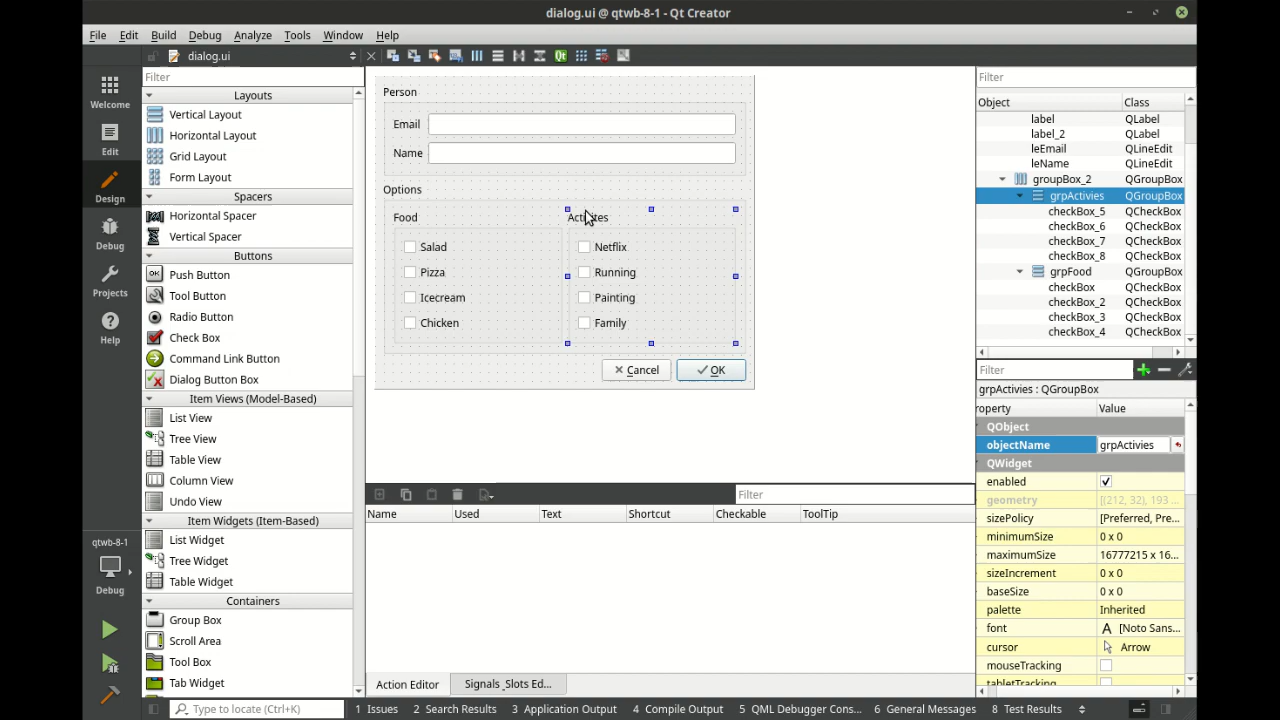 dialog.ui @ qtwb-8-1 - Qt Creator
File Edit Build Debug Analyze Tools Window Help
dialog.ui
Filter
Filter
Welcome
Edit
Design
Debug
Projects
Help
qtwb-8-1
Debug
Layouts
Vertical Layout
Horizontal Layout
Grid Layout
Form Layout
Spacers
Horizontal Spacer
Vertical Spacer
Buttons
Push Button
Tool Button
Radio Button
Check Box
Command Link Button
Dialog Button Box
Item Views (Model-Based)
List View
Tree View
Table View
Column View
Undo View
Item Widgets (Item-Based)
List Widget
Tree Widget
Table Widget
Containers
Group Box
Scroll Area
Tool Box
Tab Widget
Person
Email
Name
Options
Food
Salad
Pizza
Icecream
Chicken
Netflix
Running
Painting
Family
Cancel OK
Filter
Name Used Text Shortcut Checkable ToolTip
Action Editor Signals _Slots Ed...
Object Class
label QLabel
label_2 QLabel
leEmail QLineEdit
leName QLineEdit
groupBox_2 QGroupBox
grpActivies QGroupBox
checkBox_5 QCheckBox
checkBox_6 QCheckBox
checkBox_7 QCheckBox
checkBox_8 QCheckBox
grpFood QGroupBox
checkBox QCheckBox
checkBox_2 QCheckBox
checkBox_3 QCheckBox
checkBox_4 QCheckBox
Filter
grpActivies : QGroupBox
roperty Value
QObject
objectName grpActivies
QWidget
enabled
geometry [(212, 32), 193 ...
sizePolicy [Preferred, Pre...
minimumSize 0 x 0
maximumSize 16777215 x 16...
sizeIncrement 0 x 0
baseSize 0 x 0
palette Inherited
font A [Noto Sans...
cursor Arrow
mouseTracking
tabletTracking
Type to locate (Ctrl+K)
1 Issues 2 Search Results 3 Application Output 4 Compile Output 5 QML Debugger Cons... 6 General Messages 8 Test Results